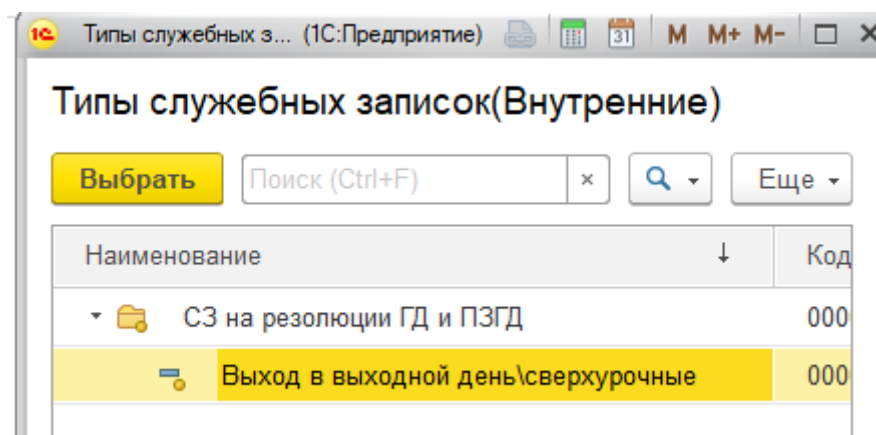 1С Типы служебных з... (1С:Предприятие) 31 M M+ M-
Типы служебных записок(Внутренние)
Выбрать Поиск (Ctrl+F) × Еще
Наименование ↓ Код
СЗ на резолюции ГД и ПЗГД 000
Выход в выходной день\сверхурочные 000